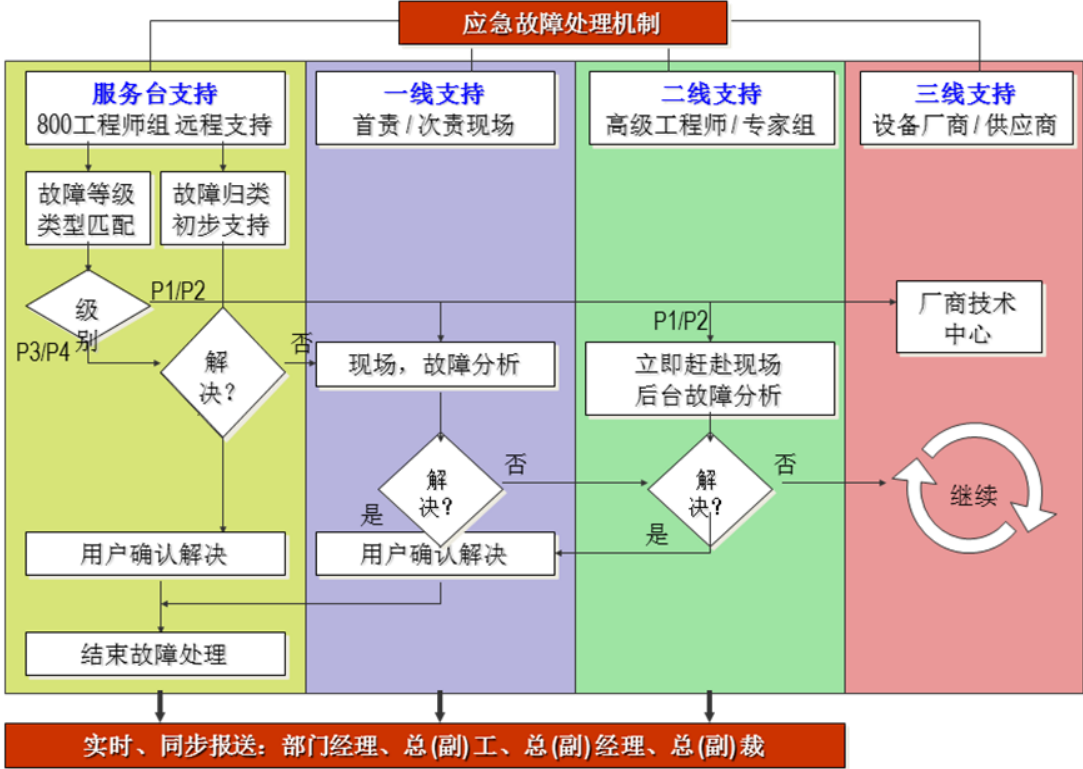 应急故障处理机制
服务台支持
800工程师组 远程支持
一线支持
首责 / 次责现场
二线支持
高级工程师 / 专家组
三线支持
设备厂商 / 供应商
故障等级
类型匹配
故障归类
初步支持
级
别
P1/P2
P3/P4
解
决?
否
现场，故障分析
P1/P2
立即赶赴现场
后台故障分析
厂商技术
中心
解
决?
是
否
解
决?
是
否
继续
用户确认解决
用户确认解决
结束故障处理
实时、同步报送：部门经理、总(副)工、总(副)经理、总(副)裁